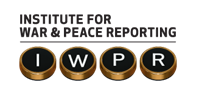 INSTITUTE FOR
WAR & PEACE REPORTING
I W P R